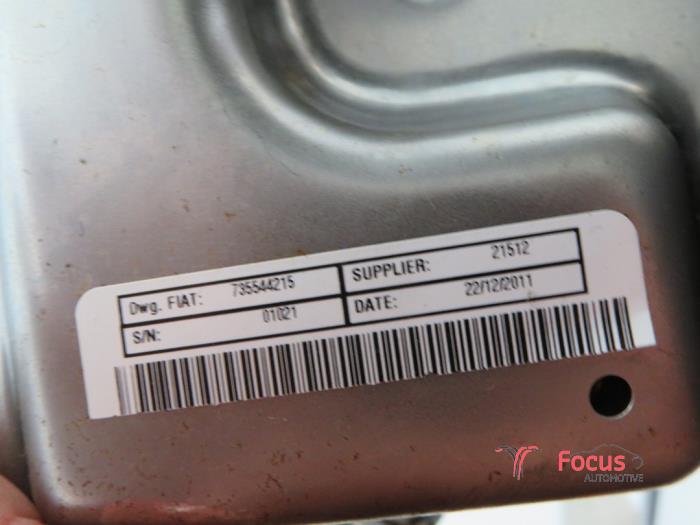 Dwg. FIAT: 735544215 SUPPLIER: 21512
S/N: 01021 DATE: 22/12/2011
Focus
AUTOMOTIVE